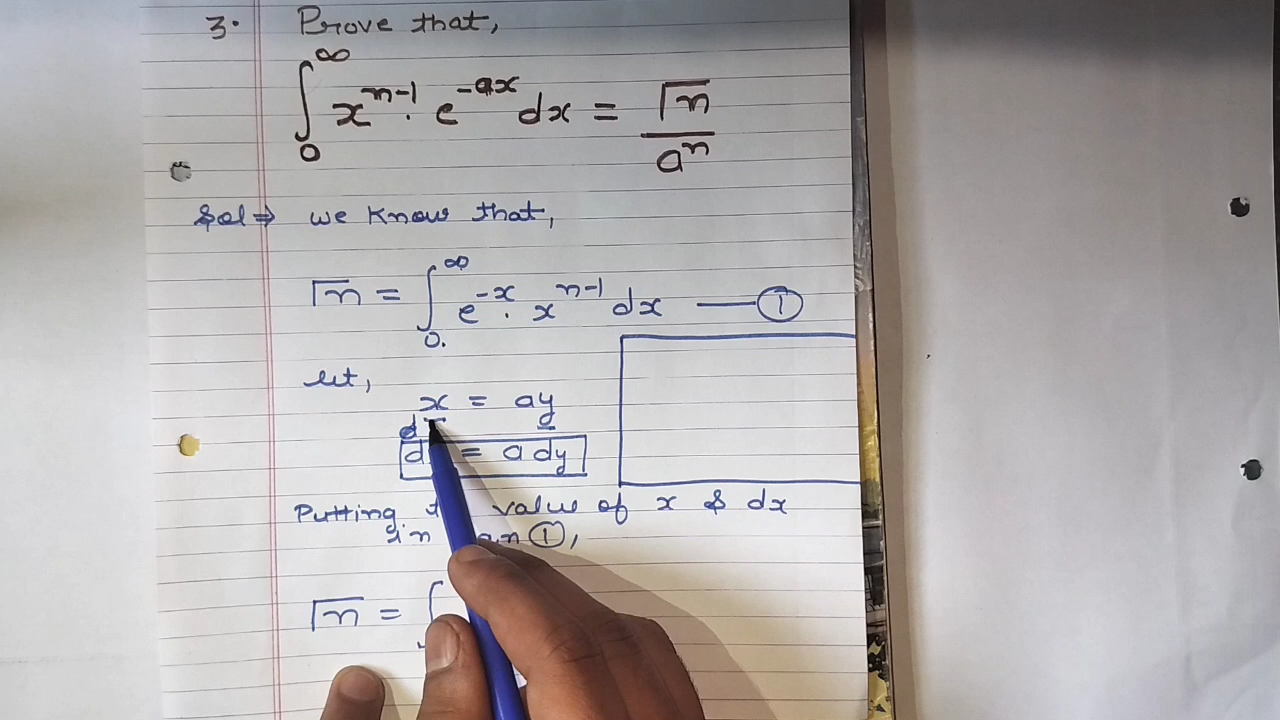 3. Prove that,
∫₀^∞ x^(n-1) . e^(-ax) dx = Γn / aⁿ
Sol ⇒ we know that,
Γn = ∫₀^∞ e^(-x) . x^(n-1) dx — ①
let,
x = ay
= a dy
Putting value of x & dx
in ①,
Γn = ∫